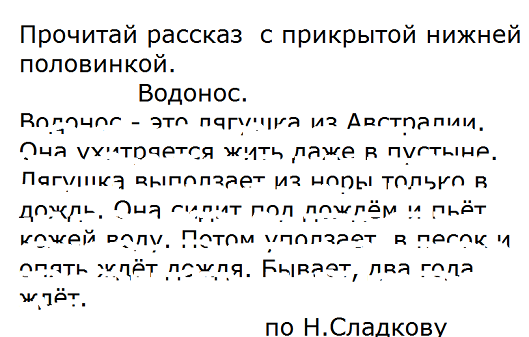 Прочитай рассказ с прикрытой нижней
половинкой.
Водонос.
Водонос - это лягушка из Австралии.
Она ухитряется жить даже в пустыне.
Лягушка выползает из норы только в
дождь. Она сидит под дождём и пьёт
кожей воду. Потом уползает в песок и
опять ждёт дождя. Бывает, два года
ждёт.
по Н.Сладкову